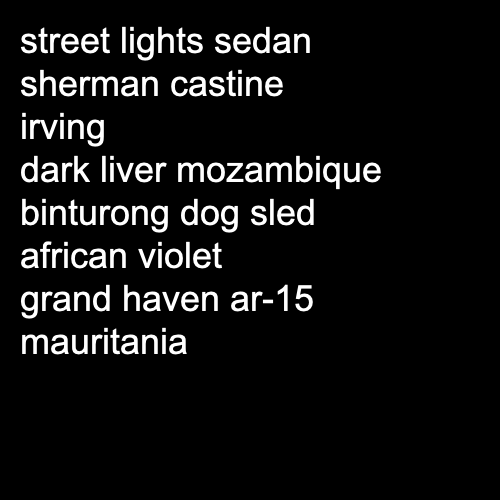 street lights sedan
sherman castine
irving
dark liver mozambique
binturong dog sled
african violet
grand haven ar-15
mauritania